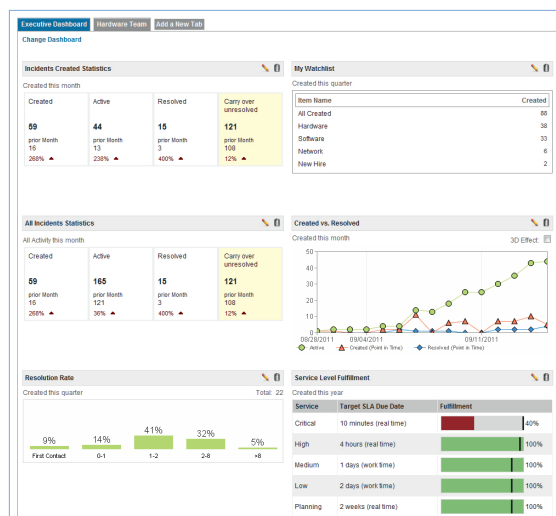 Executive Dashboard Hardware Team Add a New Tab
Change Dashboard
Incidents Created Statistics
Created this month
Created Active Resolved Carry over unresolved
59 44 15 121
prior Month prior Month prior Month prior Month
16 13 3 108
268% 238% 400% 12%
My Watchlist
Created this quarter
Item Name Created
All Created 88
Hardware 38
Software 33
Network 6
New Hire 2
All Incidents Statistics
All Activity this month
Created Active Resolved Carry over unresolved
59 165 15 121
prior Month prior Month prior Month prior Month
16 121 3 108
268% 36% 400% 12%
Created vs. Resolved
Created this month 3D Effect
50
40
30
20
10
0
08/28/2011 09/04/2011 09/11/2011
Active Created (Point in Time) Resolved (Point in Time)
Resolution Rate
Created this quarter Total: 22
9% 14% 41% 32% 5%
First Contact 0-1 1-2 2-8 >8
Service Level Fulfillment
Created this year
Service Target SLA Due Date Fulfillment
Critical 10 minutes (real time) 40%
High 4 hours (real time) 100%
Medium 1 days (work time) 100%
Low 2 days (work time) 100%
Planning 2 weeks (real time) 100%